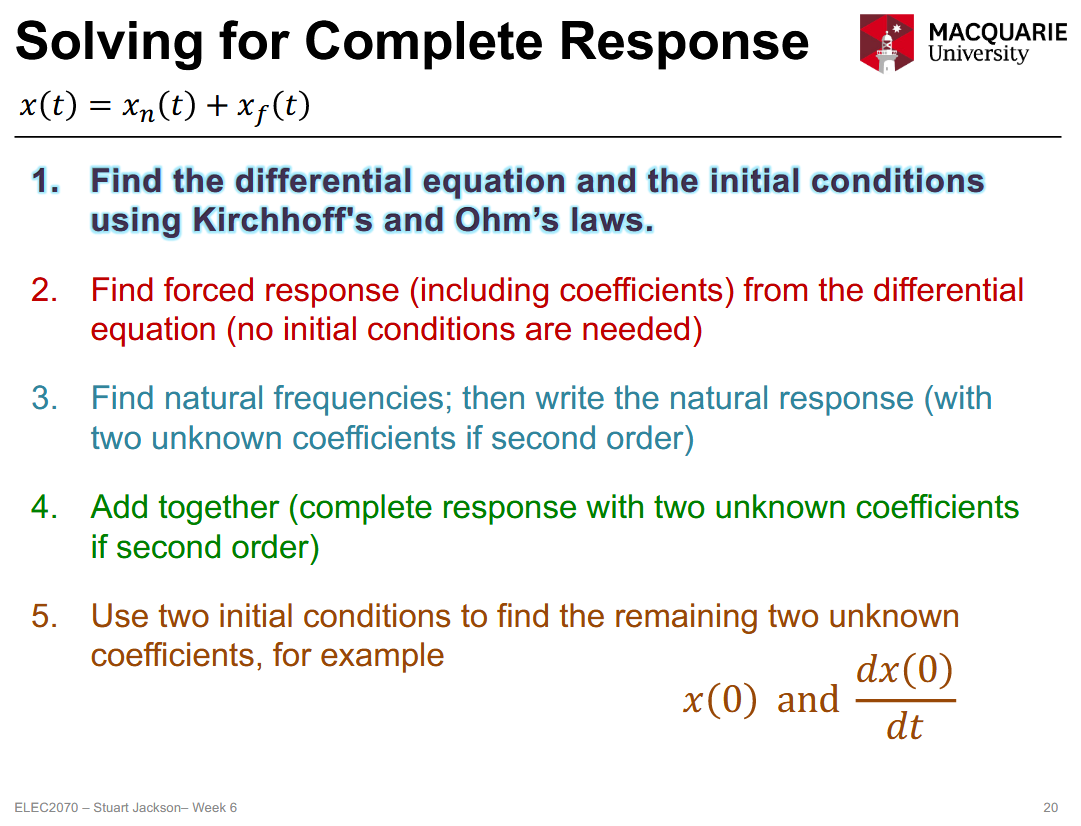 Solving for Complete Response
MACQUARIE
University
x(t) = xₙ(t) + x_f(t)
1. Find the differential equation and the initial conditions
using Kirchhoff's and Ohm’s laws.
2. Find forced response (including coefficients) from the differential
equation (no initial conditions are needed)
3. Find natural frequencies; then write the natural response (with
two unknown coefficients if second order)
4. Add together (complete response with two unknown coefficients
if second order)
5. Use two initial conditions to find the remaining two unknown
coefficients, for example
x(0) and dx(0)/dt
ELEC2070 – Stuart Jackson– Week 6
20